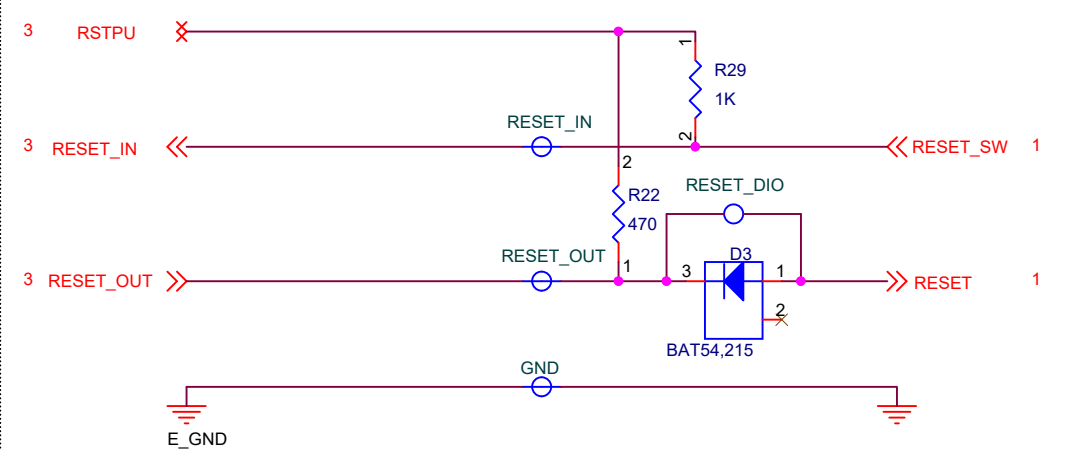 3 RSTPU
1
R29
1K
RESET_IN
3 RESET_IN
2
RESET_SW 1
2
RESET_DIO
R22
470
RESET_OUT
D3
3 RESET_OUT
1
3
1
RESET 1
2
BAT54,215
GND
E_GND